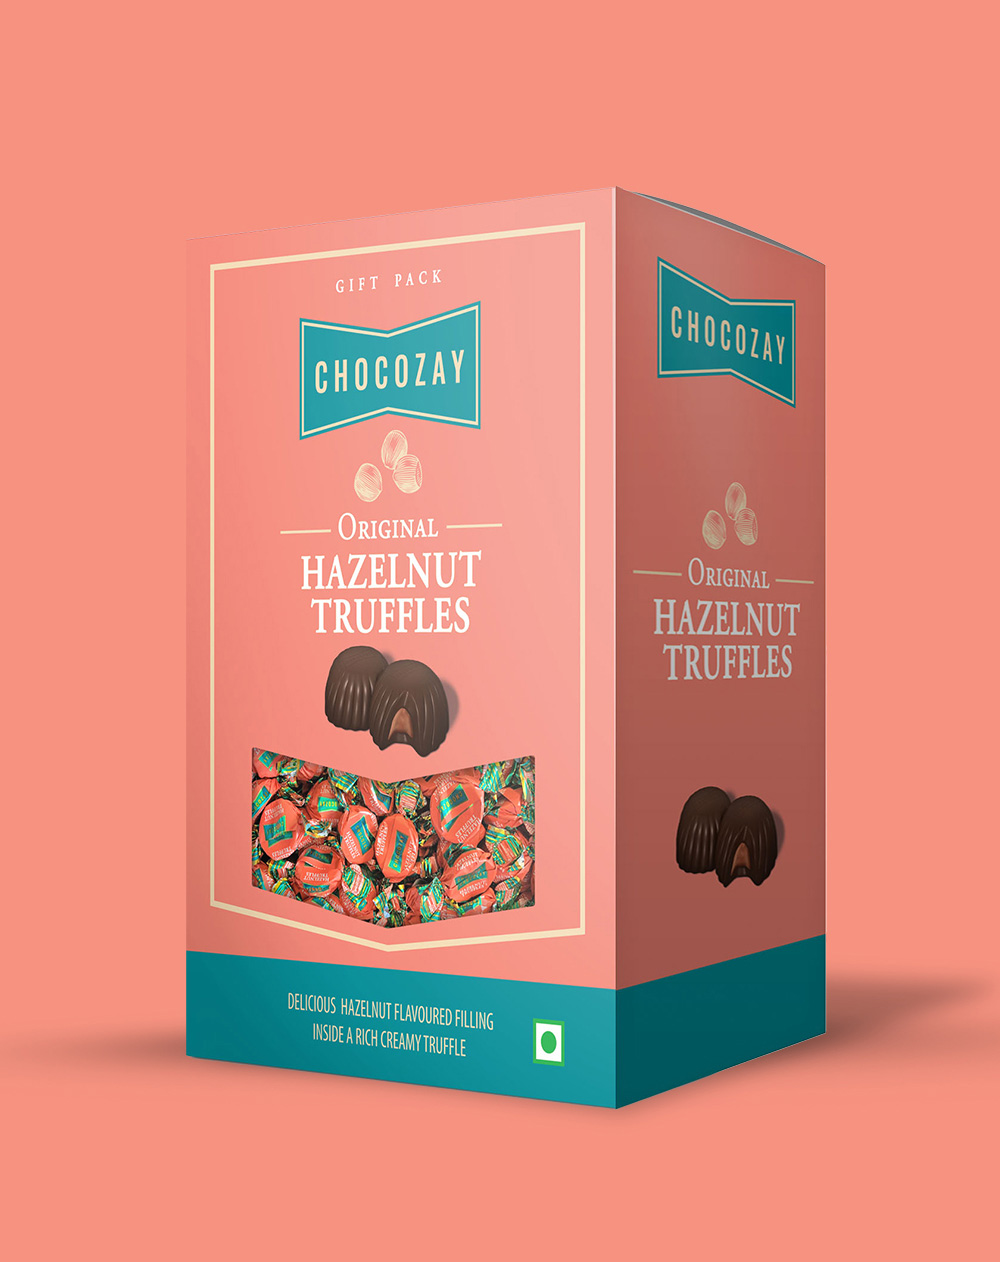 GIFT PACK
CHOCOZAY
ORIGINAL
HAZELNUT
TRUFFLES
DELICIOUS HAZELNUT FLAVOURED FILLING
INSIDE A RICH CREAMY TRUFFLE
CHOCOZAY
ORIGINAL
HAZELNUT
TRUFFLES